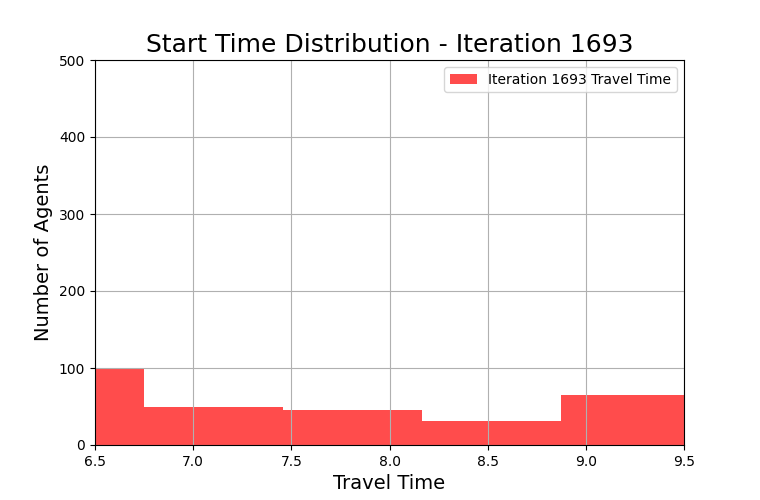 Start Time Distribution - Iteration 1693
500
Iteration 1693 Travel Time
400
300
200
100
0
Number of Agents
6.5 7.0 7.5 8.0 8.5 9.0 9.5
Travel Time